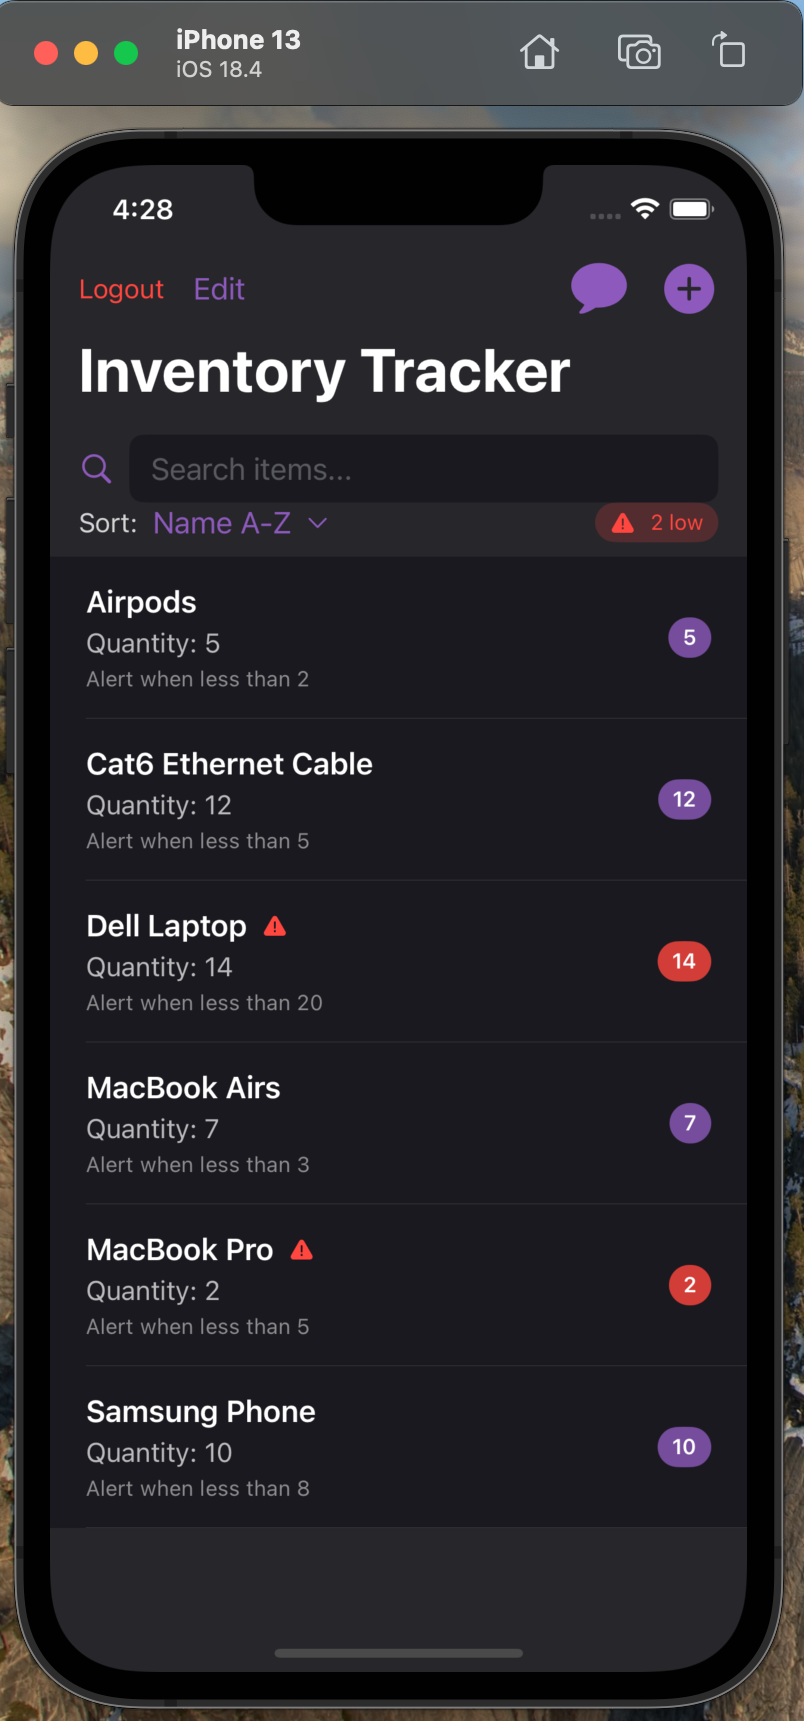 iPhone 13
iOS 18.4
4:28
Logout Edit
Inventory Tracker
Search items...
Sort: Name A-Z 2 low
Airpods
Quantity: 5
5
Alert when less than 2
Cat6 Ethernet Cable
Quantity: 12
12
Alert when less than 5
Dell Laptop
Quantity: 14
14
Alert when less than 20
MacBook Airs
Quantity: 7
7
Alert when less than 3
MacBook Pro
Quantity: 2
2
Alert when less than 5
Samsung Phone
Quantity: 10
10
Alert when less than 8